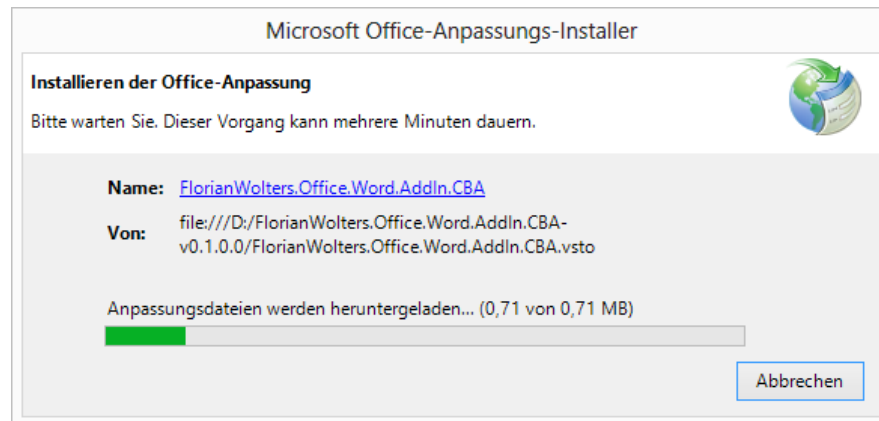 Microsoft Office-Anpassungs-Installer
Installieren der Office-Anpassung
Bitte warten Sie. Dieser Vorgang kann mehrere Minuten dauern.
Name: FlorianWolters.Office.Word.AddIn.CBA
Von: file:///D:/FlorianWolters.Office.Word.AddIn.CBA-
v0.1.0.0/FlorianWolters.Office.Word.AddIn.CBA.vsto
Anpassungsdateien werden heruntergeladen... (0,71 von 0,71 MB)
Abbrechen